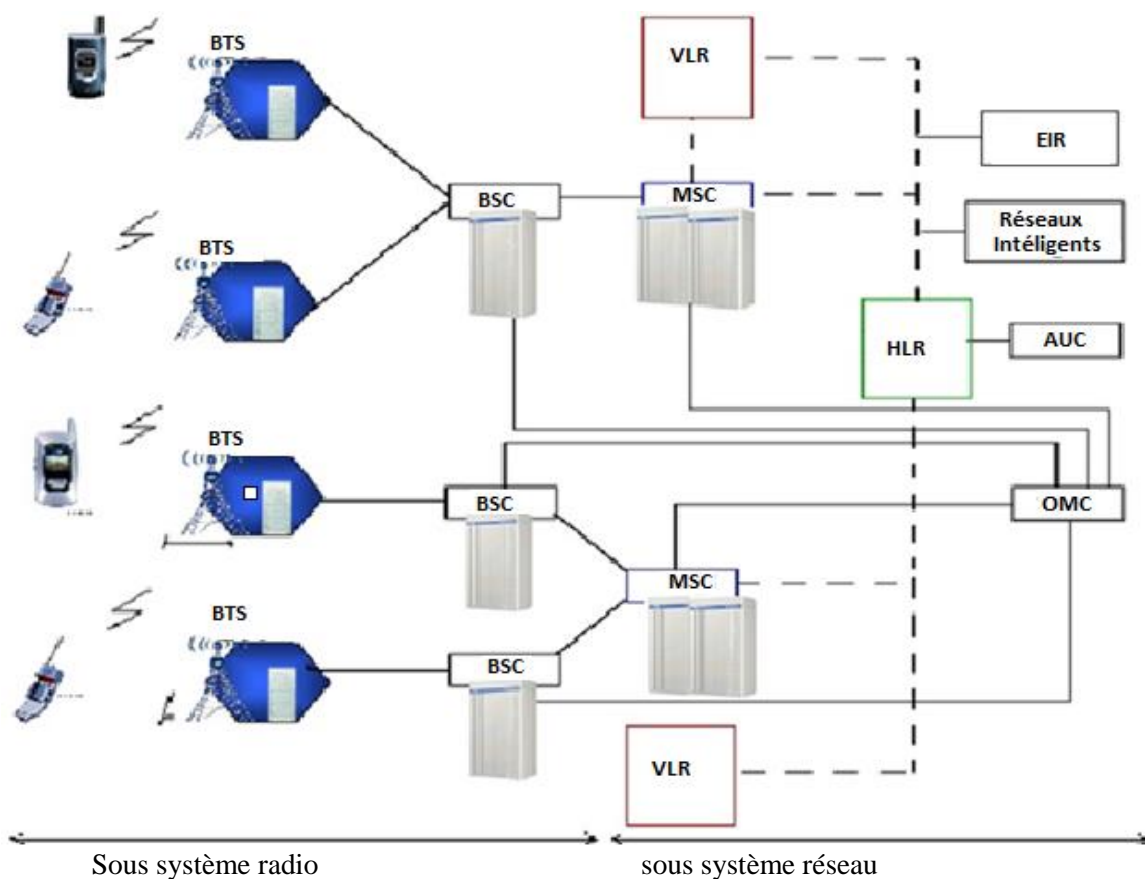 BTS
VLR
EIR
BSC
MSC
BTS
Réseaux
Intéligents
HLR
AUC
BTS
BSC
OMC
MSC
BTS
BSC
VLR
Sous système radio
sous système réseau